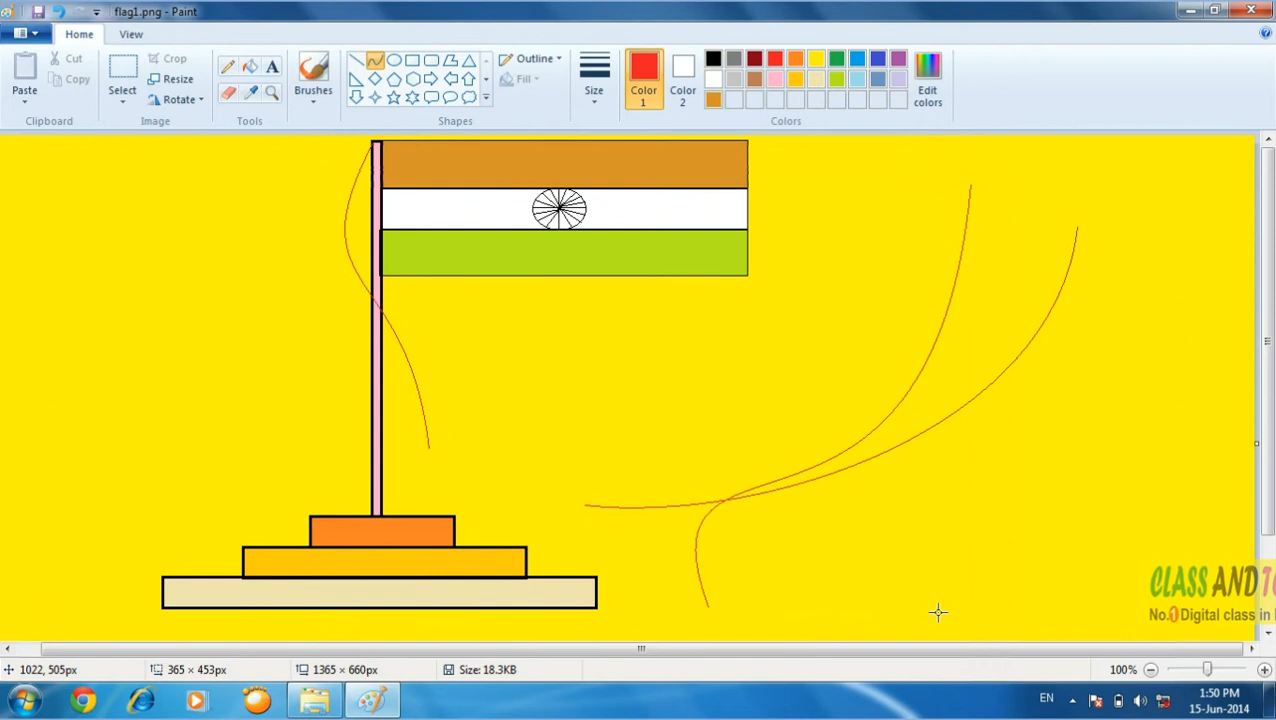 flag1.png - Paint
Home
View
Paste
Cut
Copy
Clipboard
Select
Crop
Resize
Rotate
Image
A
Tools
Brushes
Outline
Fill
Shapes
Size
Color 1
Color 2
Edit colors
Colors
CLASS AND
No.1 Digital class in
1022, 505px
365 × 453px
1365 × 660px
Size: 18.3KB
100%
EN
1:50 PM
15-Jun-2014